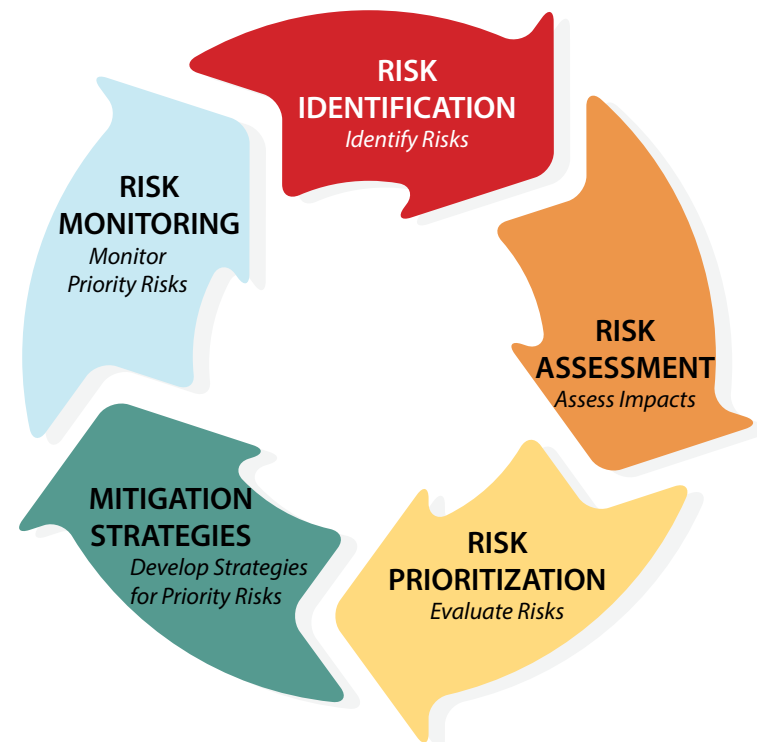 RISK
IDENTIFICATION
Identify Risks
RISK
ASSESSMENT
Assess Impacts
RISK
PRIORITIZATION
Evaluate Risks
MITIGATION
STRATEGIES
Develop Strategies
for Priority Risks
RISK
MONITORING
Monitor
Priority Risks